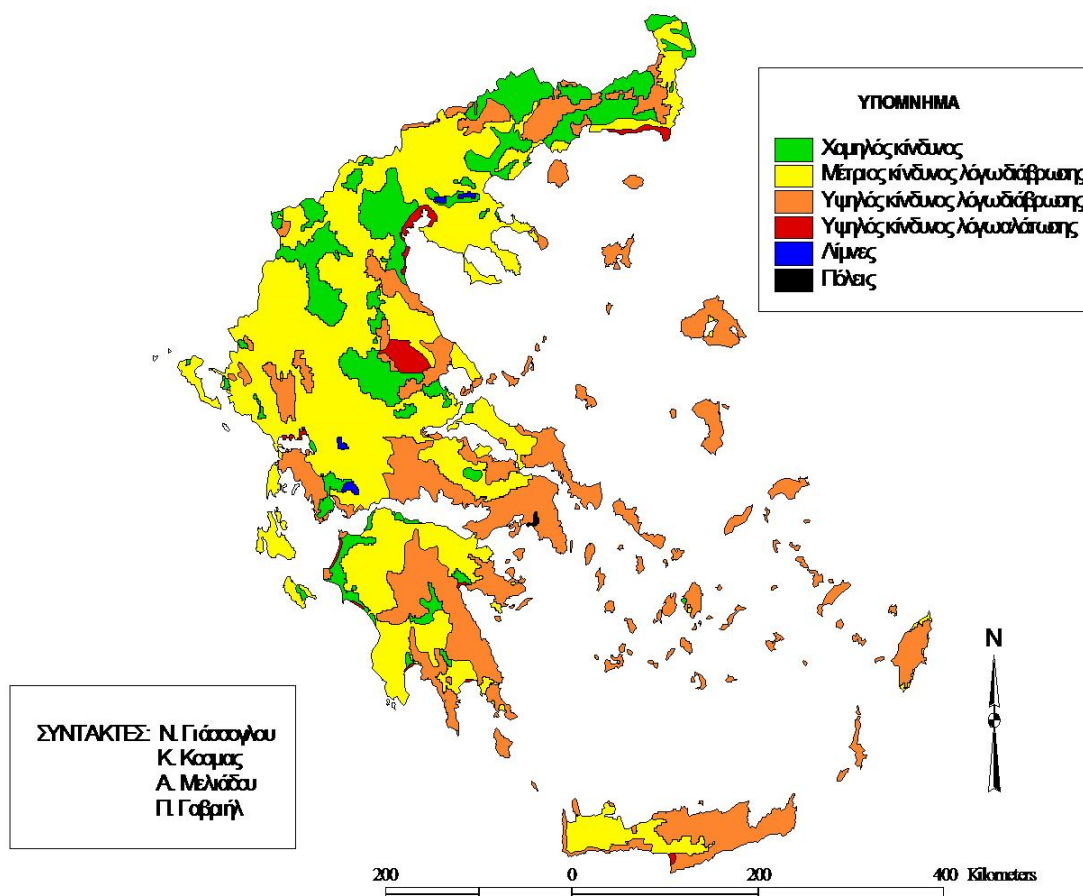 ΥΠΟΜΝΗΜΑ
Χαμηλός κίνδυνος
Μέτριος κίνδυνος λόγω διάβρωσης
Υψηλός κίνδυνος λόγω διάβρωσης
Υψηλός κίνδυνος λόγω αλάτωσης
Λίμνες
Πόλεις
N
ΣΥΝΤΑΚΤΕΣ: Ν. Γιάσσογλου
Κ. Κοσμας
Α. Μελιάδου
Π. Γαβριήλ
200 0 200 400 Kilometers